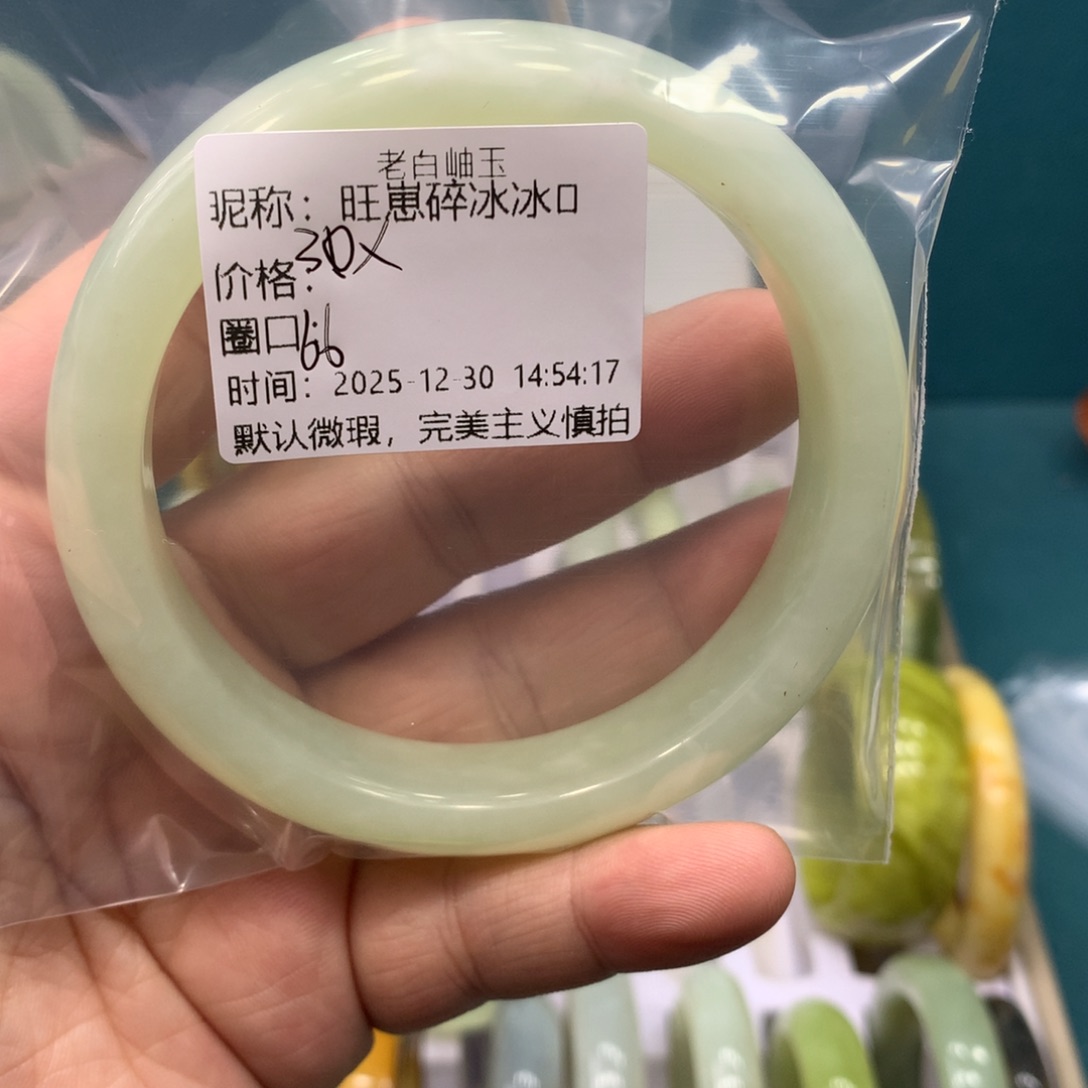 老白岫玉
昵称：旺崽碎冰冰口
价格：30X
圈口66
时间：2025-12-30 14:54:17
默认微瑕，完美主义慎拍